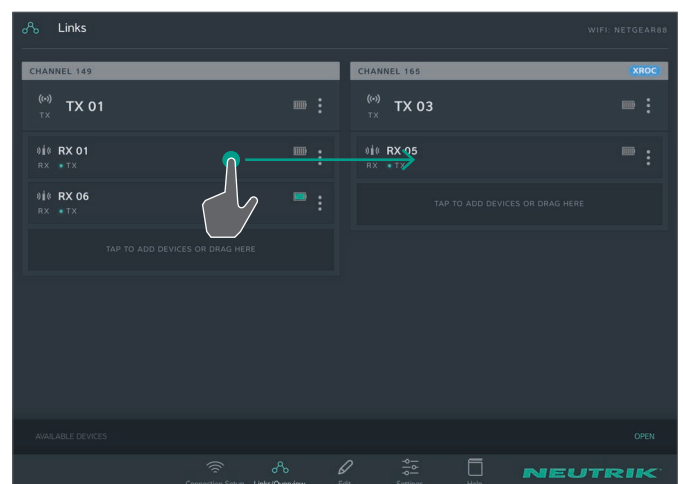 Links
WIFI: NETGEAR88
CHANNEL 149
TX 01
TX
RX 01
RX TX
RX 06
RX TX
TAP TO ADD DEVICES OR DRAG HERE
CHANNEL 165 XROC
TX 03
TX
RX 05
RX TX
TAP TO ADD DEVICES OR DRAG HERE
AVAILABLE DEVICES
OPEN
Connection Setup Links/Overview Edit Settings Help
NEUTRIK